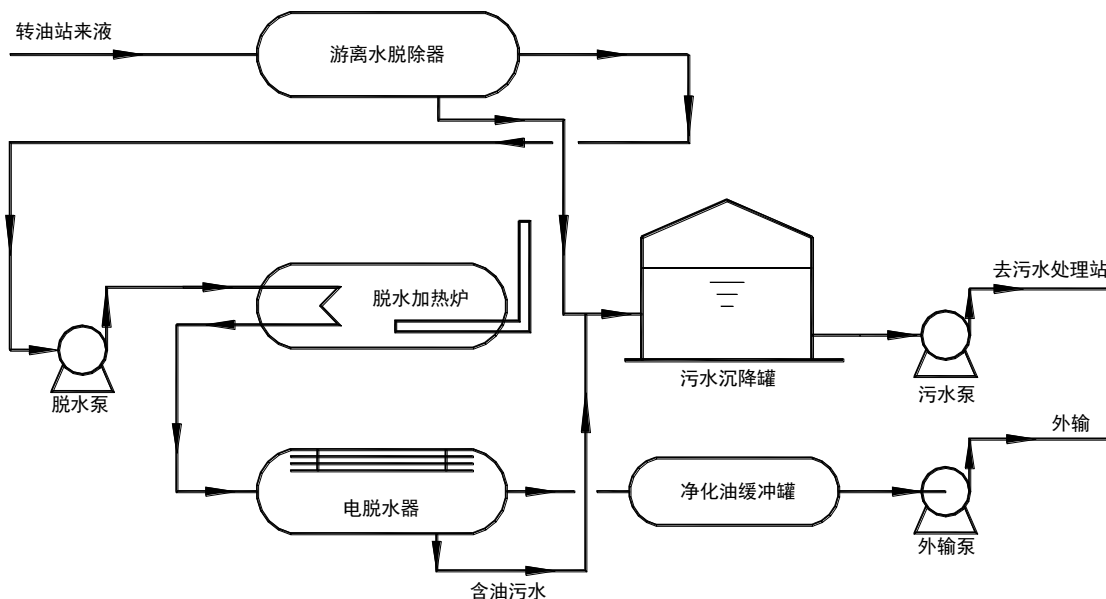 转油站来液
游离水脱除器
脱水加热炉
去污水处理站
脱水泵
污水沉降罐
污水泵
外输
电脱水器
净化油缓冲罐
外输泵
含油污水